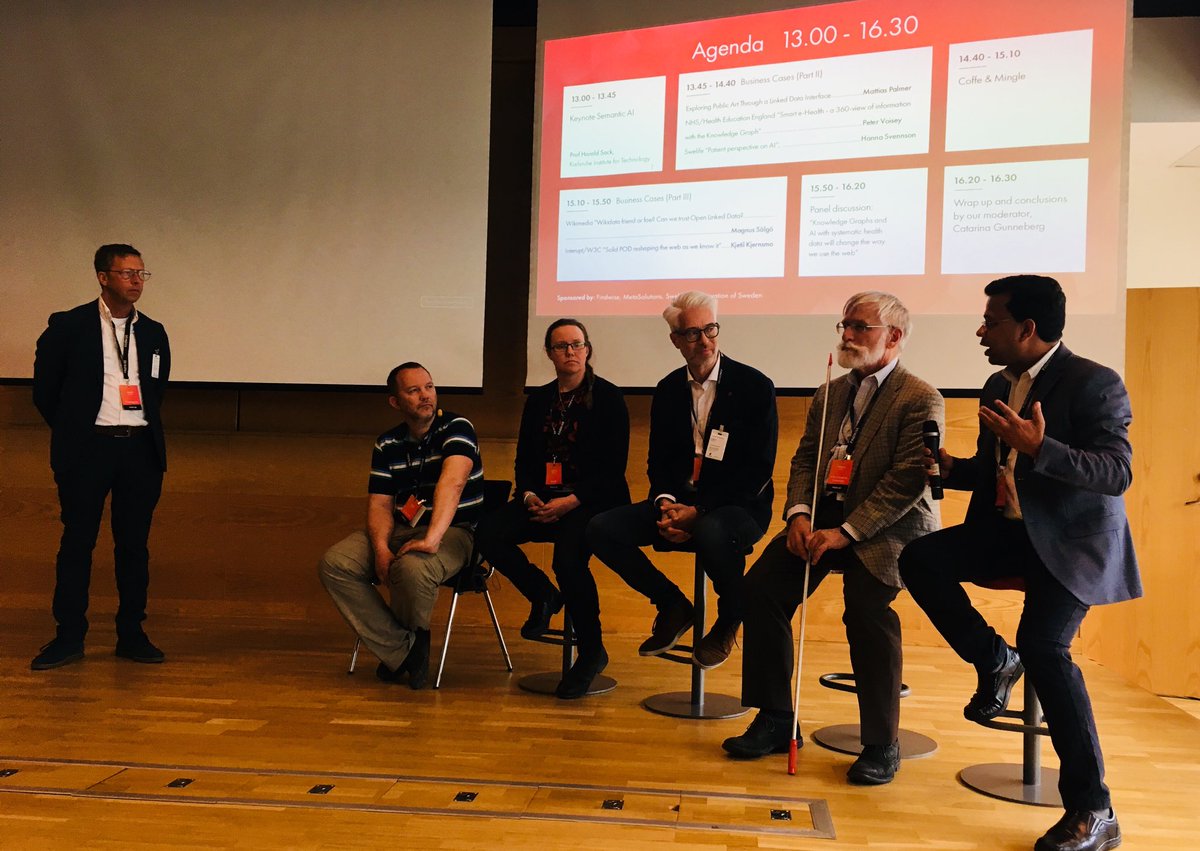 Agenda 13.00 - 16.30
13.00 - 13.45
Keynote Semantic AI
Prof Harald Sack,
Karlsruhe Institute for Technology
13.45 - 14.40 Business Cases (Part II)
Exploring Public Art Through a Linked Data Interface Mattias Palmer
NHS/Health Education England "Smart e-Health - a 360-view of information
with the Knowledge Graph" Peter Voisey
Swelife "Patient perspective on AI" Hanna Svennson
14.40 - 15.10
Coffe & Mingle
15.10 - 15.50 Business Cases (Part III)
Wikimedia "Wikidata friend or foe? Can we trust Open Linked Data?
Magnus Sälgö
Inrupt/W3C "Solid POD reshaping the web as we know it" Kjetil Kjernsmo
15.50 - 16.20
Panel discussion:
"Knowledge Graphs and
AI with systematic health
data will change the way
we use the web"
16.20 - 16.30
Wrap up and conclusions
by our moderator,
Catarina Gunneberg
Sponsored by: Findwise, MetaSolutions, of Sweden